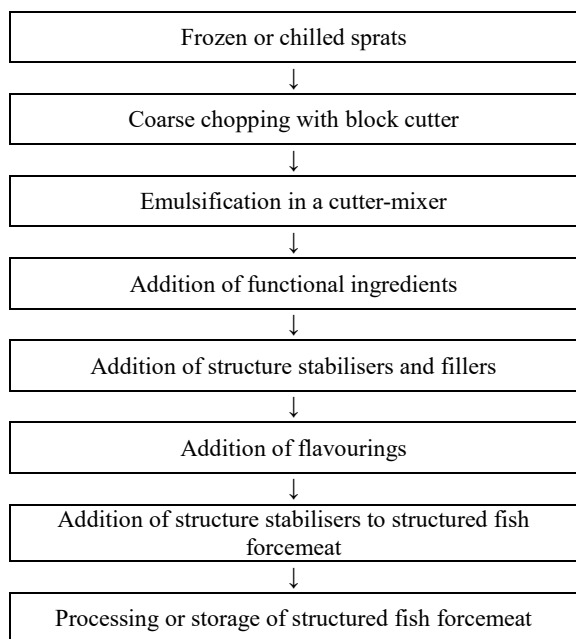 Frozen or chilled sprats
↓
Coarse chopping with block cutter
↓
Emulsification in a cutter-mixer
↓
Addition of functional ingredients
↓
Addition of structure stabilisers and fillers
↓
Addition of flavourings
↓
Addition of structure stabilisers to structured fish
forcemeat
↓
Processing or storage of structured fish forcemeat